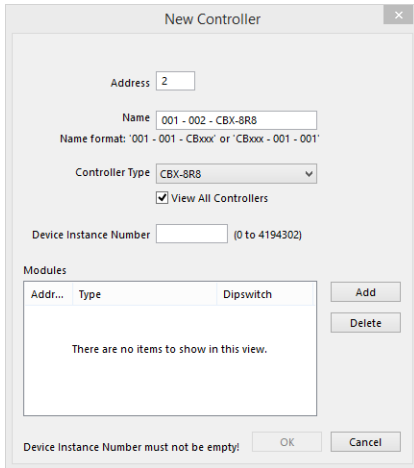 New Controller
×
Address 2
Name 001 - 002 - CBX-8R8
Name format: '001 - 001 - CBxxx' or 'CBxxx - 001 - 001'
Controller Type CBX-8R8
View All Controllers
Device Instance Number (0 to 4194302)
Modules
Addr... Type Dipswitch Add
Delete
There are no items to show in this view.
Device Instance Number must not be empty! OK Cancel